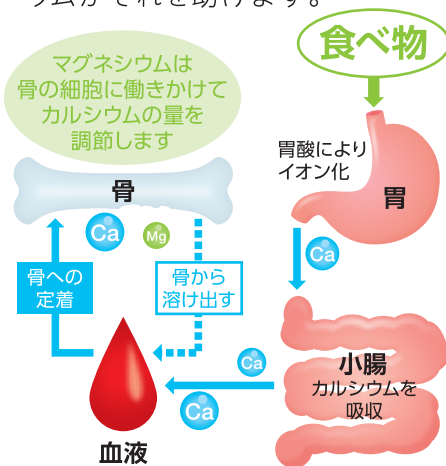 ウムがそれを助けます。
食べ物
マグネシウムは
骨の細胞に働きかけて
カルシウムの量を
調節します
胃酸により
イオン化
胃
骨
Ca
Mg
Ca
骨への
定着
骨から
溶け出す
小腸
カルシウムを
吸収
Ca
Ca
血液